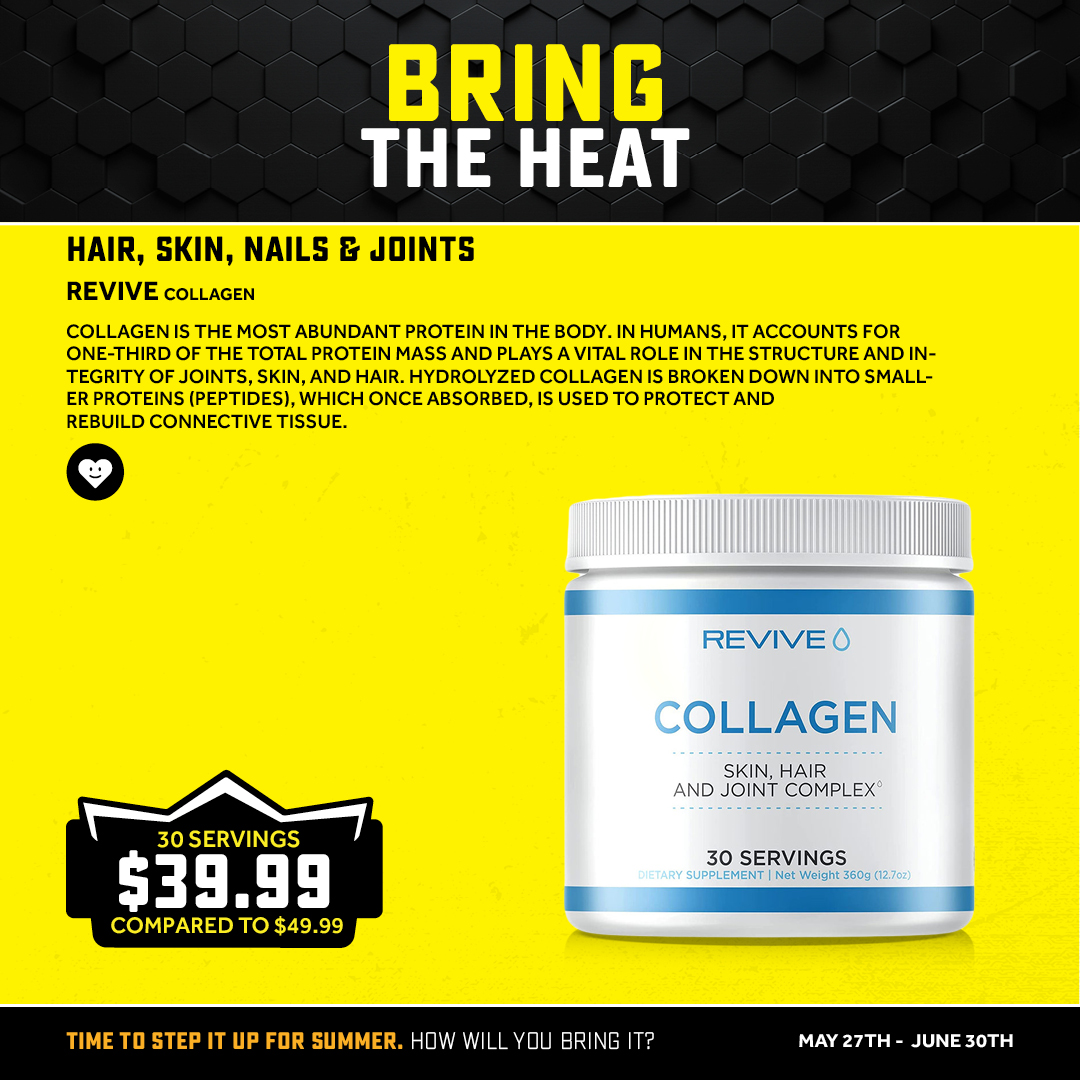 BRING
THE HEAT
HAIR, SKIN, NAILS & JOINTS
REVIVE COLLAGEN
COLLAGEN IS THE MOST ABUNDANT PROTEIN IN THE BODY. IN HUMANS, IT ACCOUNTS FOR
ONE-THIRD OF THE TOTAL PROTEIN MASS AND PLAYS A VITAL ROLE IN THE STRUCTURE AND IN-
TEGRITY OF JOINTS, SKIN, AND HAIR. HYDROLYZED COLLAGEN IS BROKEN DOWN INTO SMALL-
ER PROTEINS (PEPTIDES), WHICH ONCE ABSORBED, IS USED TO PROTECT AND
REBUILD CONNECTIVE TISSUE.
REVIVE
COLLAGEN
SKIN, HAIR
AND JOINT COMPLEX◊
30 SERVINGS
DIETARY SUPPLEMENT | Net Weight 360g (12.7oz)
30 SERVINGS
$39.99
COMPARED TO $49.99
TIME TO STEP IT UP FOR SUMMER. HOW WILL YOU BRING IT?
MAY 27TH - JUNE 30TH